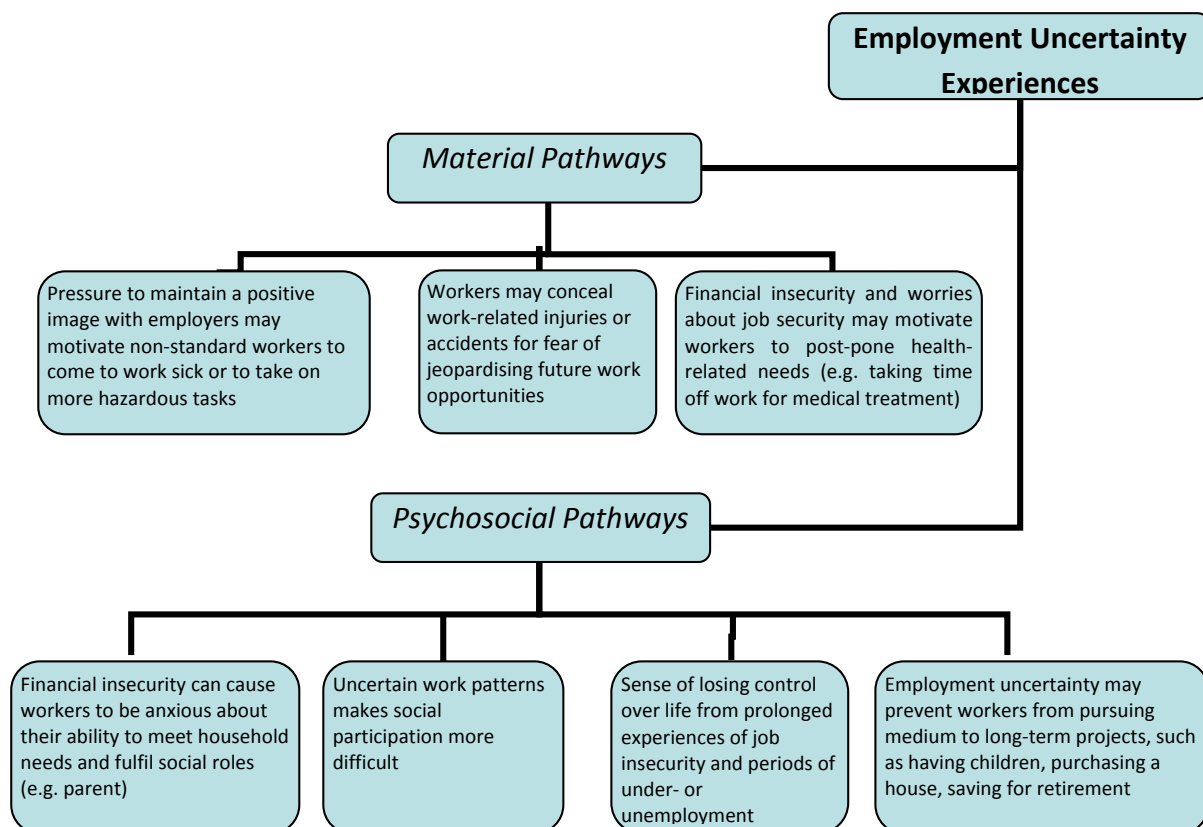 Employment Uncertainty
Experiences
Material Pathways
Pressure to maintain a positive
image with employers may
motivate non-standard workers to
come to work sick or to take on
more hazardous tasks
Workers may conceal
work-related injuries or
accidents for fear of
jeopardising future work
opportunities
Financial insecurity and worries
about job security may motivate
workers to post-pone health-
related needs (e.g. taking time
off work for medical treatment)
Psychosocial Pathways
Financial insecurity can cause
workers to be anxious about
their ability to meet household
needs and fulfil social roles
(e.g. parent)
Uncertain work patterns
makes social
participation more
difficult
Sense of losing control
over life from prolonged
experiences of job
insecurity and periods of
under- or
unemployment
Employment uncertainty may
prevent workers from pursuing
medium to long-term projects, such
as having children, purchasing a
house, saving for retirement